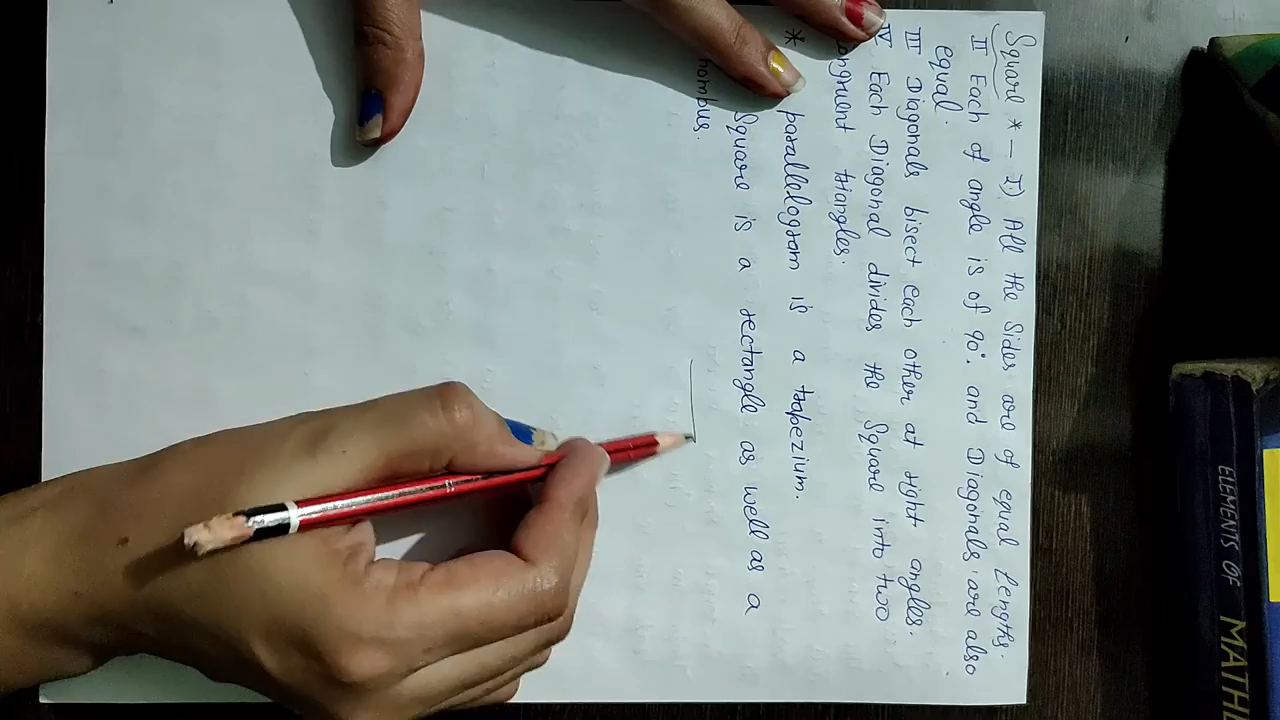 Square * - I.) All the Sides are of equal Lengths.
II Each of angle is of 90°. and Diagonals are also
equal.
III Diagonals bisect each other at right angles.
IV Each Diagonal divides the Square into two
congruent triangles.
* parallelogram is a trapezium.
Square is a rectangle as well as a
hombus.
ELEMENTS OF MATH